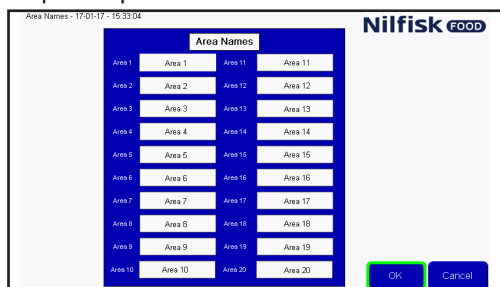 Area Names - 17-01-17 - 15:33:04
Nilfisk FOOD
Area Names
Area 1 Area 1 Area 11 Area 11
Area 2 Area 2 Area 12 Area 12
Area 3 Area 3 Area 13 Area 13
Area 4 Area 4 Area 14 Area 14
Area 5 Area 5 Area 15 Area 15
Area 6 Area 6 Area 16 Area 16
Area 7 Area 7 Area 17 Area 17
Area 8 Area 8 Area 18 Area 18
Area 9 Area 9 Area 19 Area 19
Area 10 Area 10 Area 20 Area 20
OK Cancel